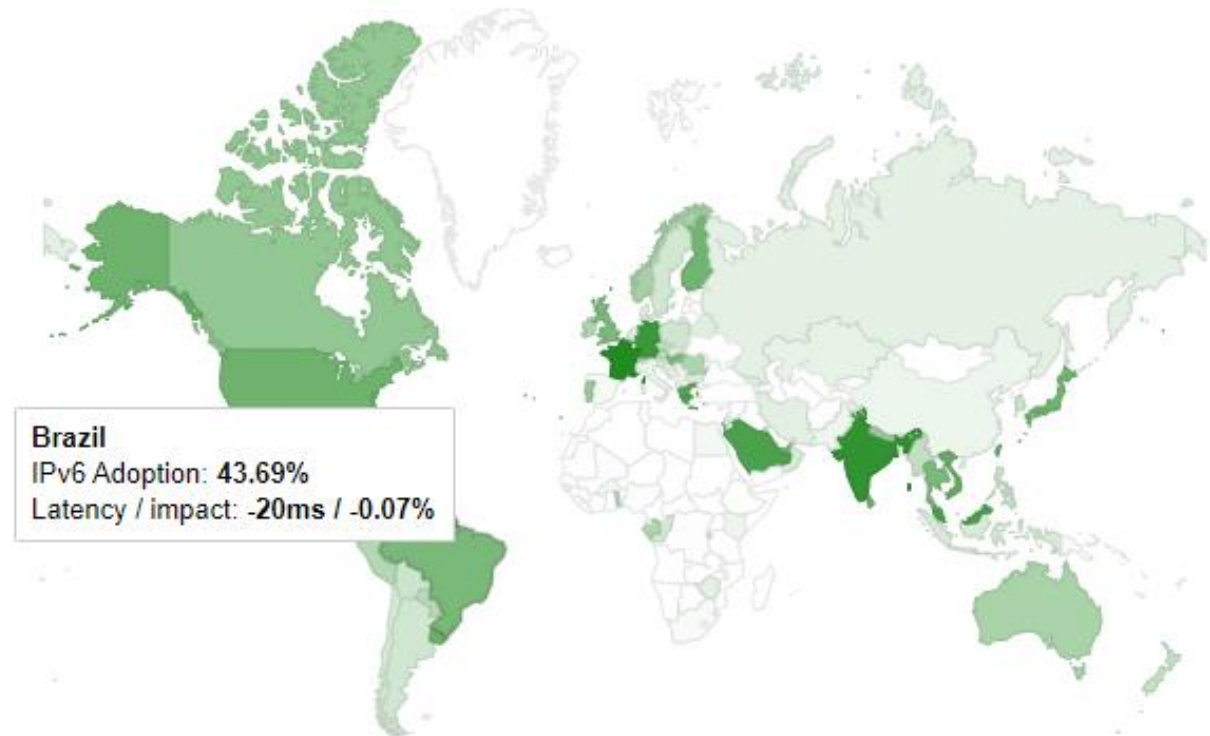 Brazil
IPv6 Adoption: 43.69%
Latency / impact: -20ms / -0.07%